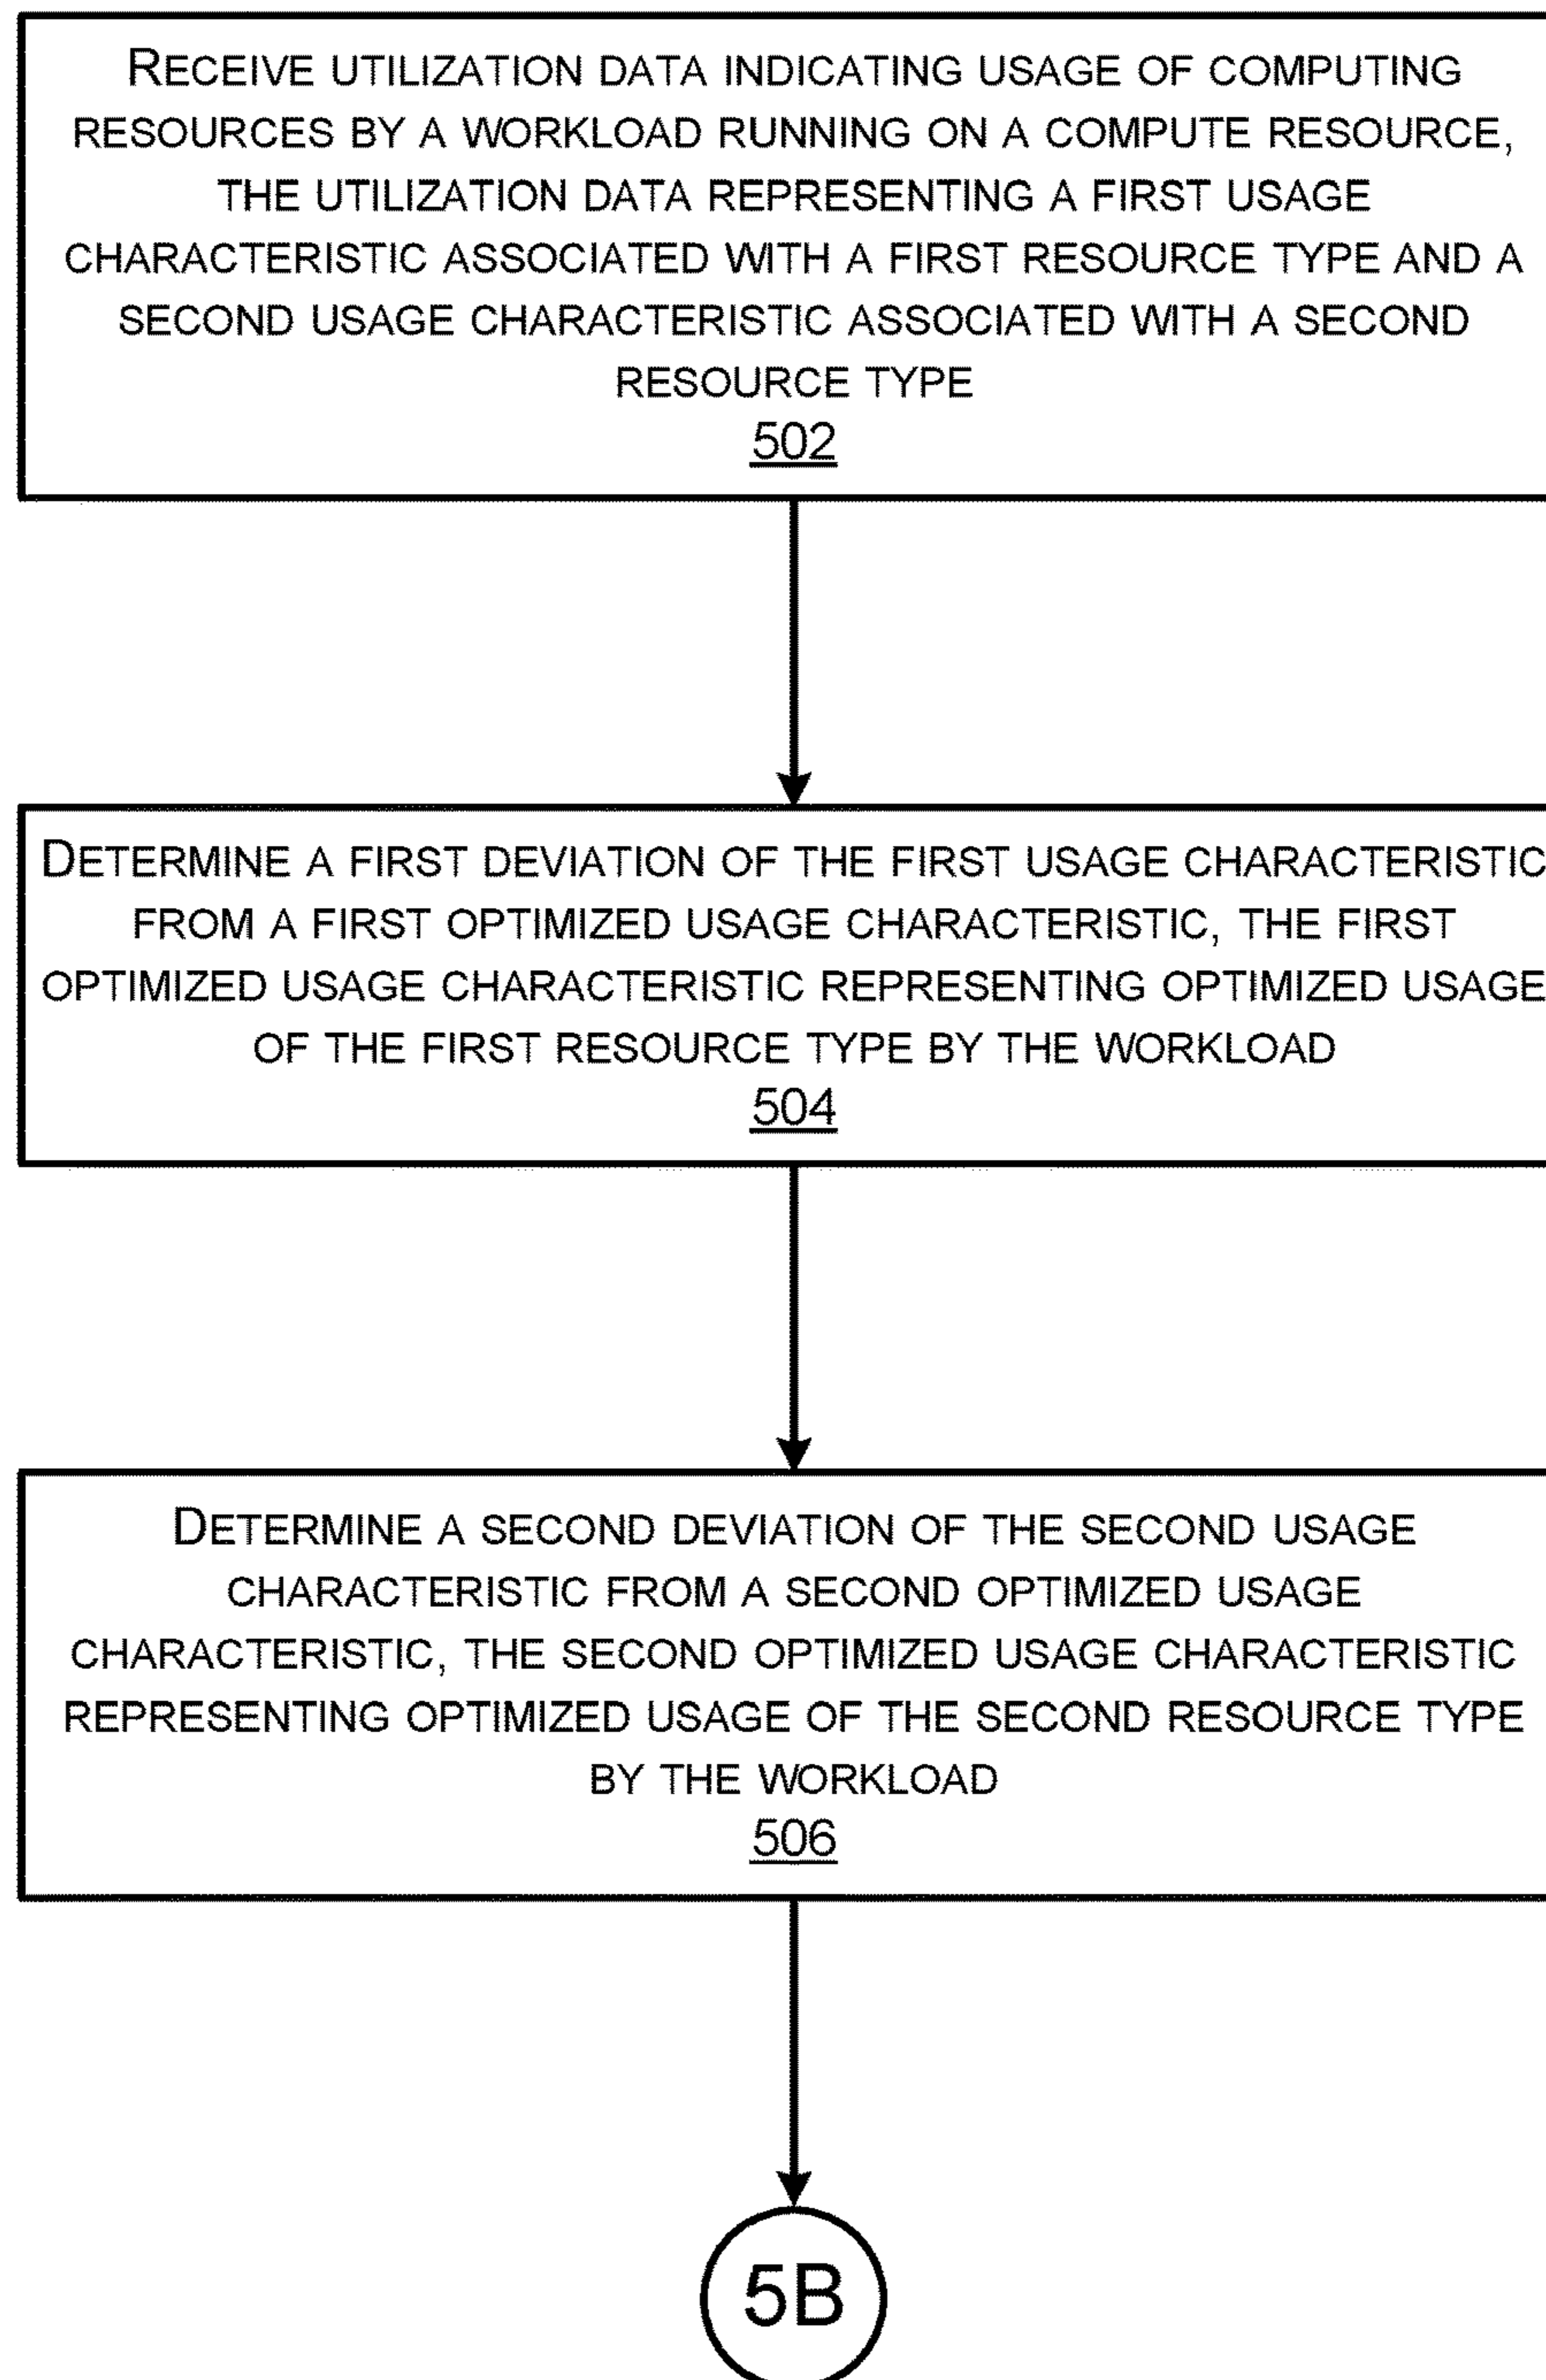 RECEIVE UTILIZATION DATA INDICATING USAGE OF COMPUTING
RESOURCES BY A WORKLOAD RUNNING ON A COMPUTE RESOURCE,
THE UTILIZATION DATA REPRESENTING A FIRST USAGE
CHARACTERISTIC ASSOCIATED WITH A FIRST RESOURCE TYPE AND A
SECOND USAGE CHARACTERISTIC ASSOCIATED WITH A SECOND
RESOURCE TYPE
502
DETERMINE A FIRST DEVIATION OF THE FIRST USAGE CHARACTERISTIC
FROM A FIRST OPTIMIZED USAGE CHARACTERISTIC, THE FIRST
OPTIMIZED USAGE CHARACTERISTIC REPRESENTING OPTIMIZED USAGE
OF THE FIRST RESOURCE TYPE BY THE WORKLOAD
504
DETERMINE A SECOND DEVIATION OF THE SECOND USAGE
CHARACTERISTIC FROM A SECOND OPTIMIZED USAGE
CHARACTERISTIC, THE SECOND OPTIMIZED USAGE CHARACTERISTIC
REPRESENTING OPTIMIZED USAGE OF THE SECOND RESOURCE TYPE
BY THE WORKLOAD
506
5B